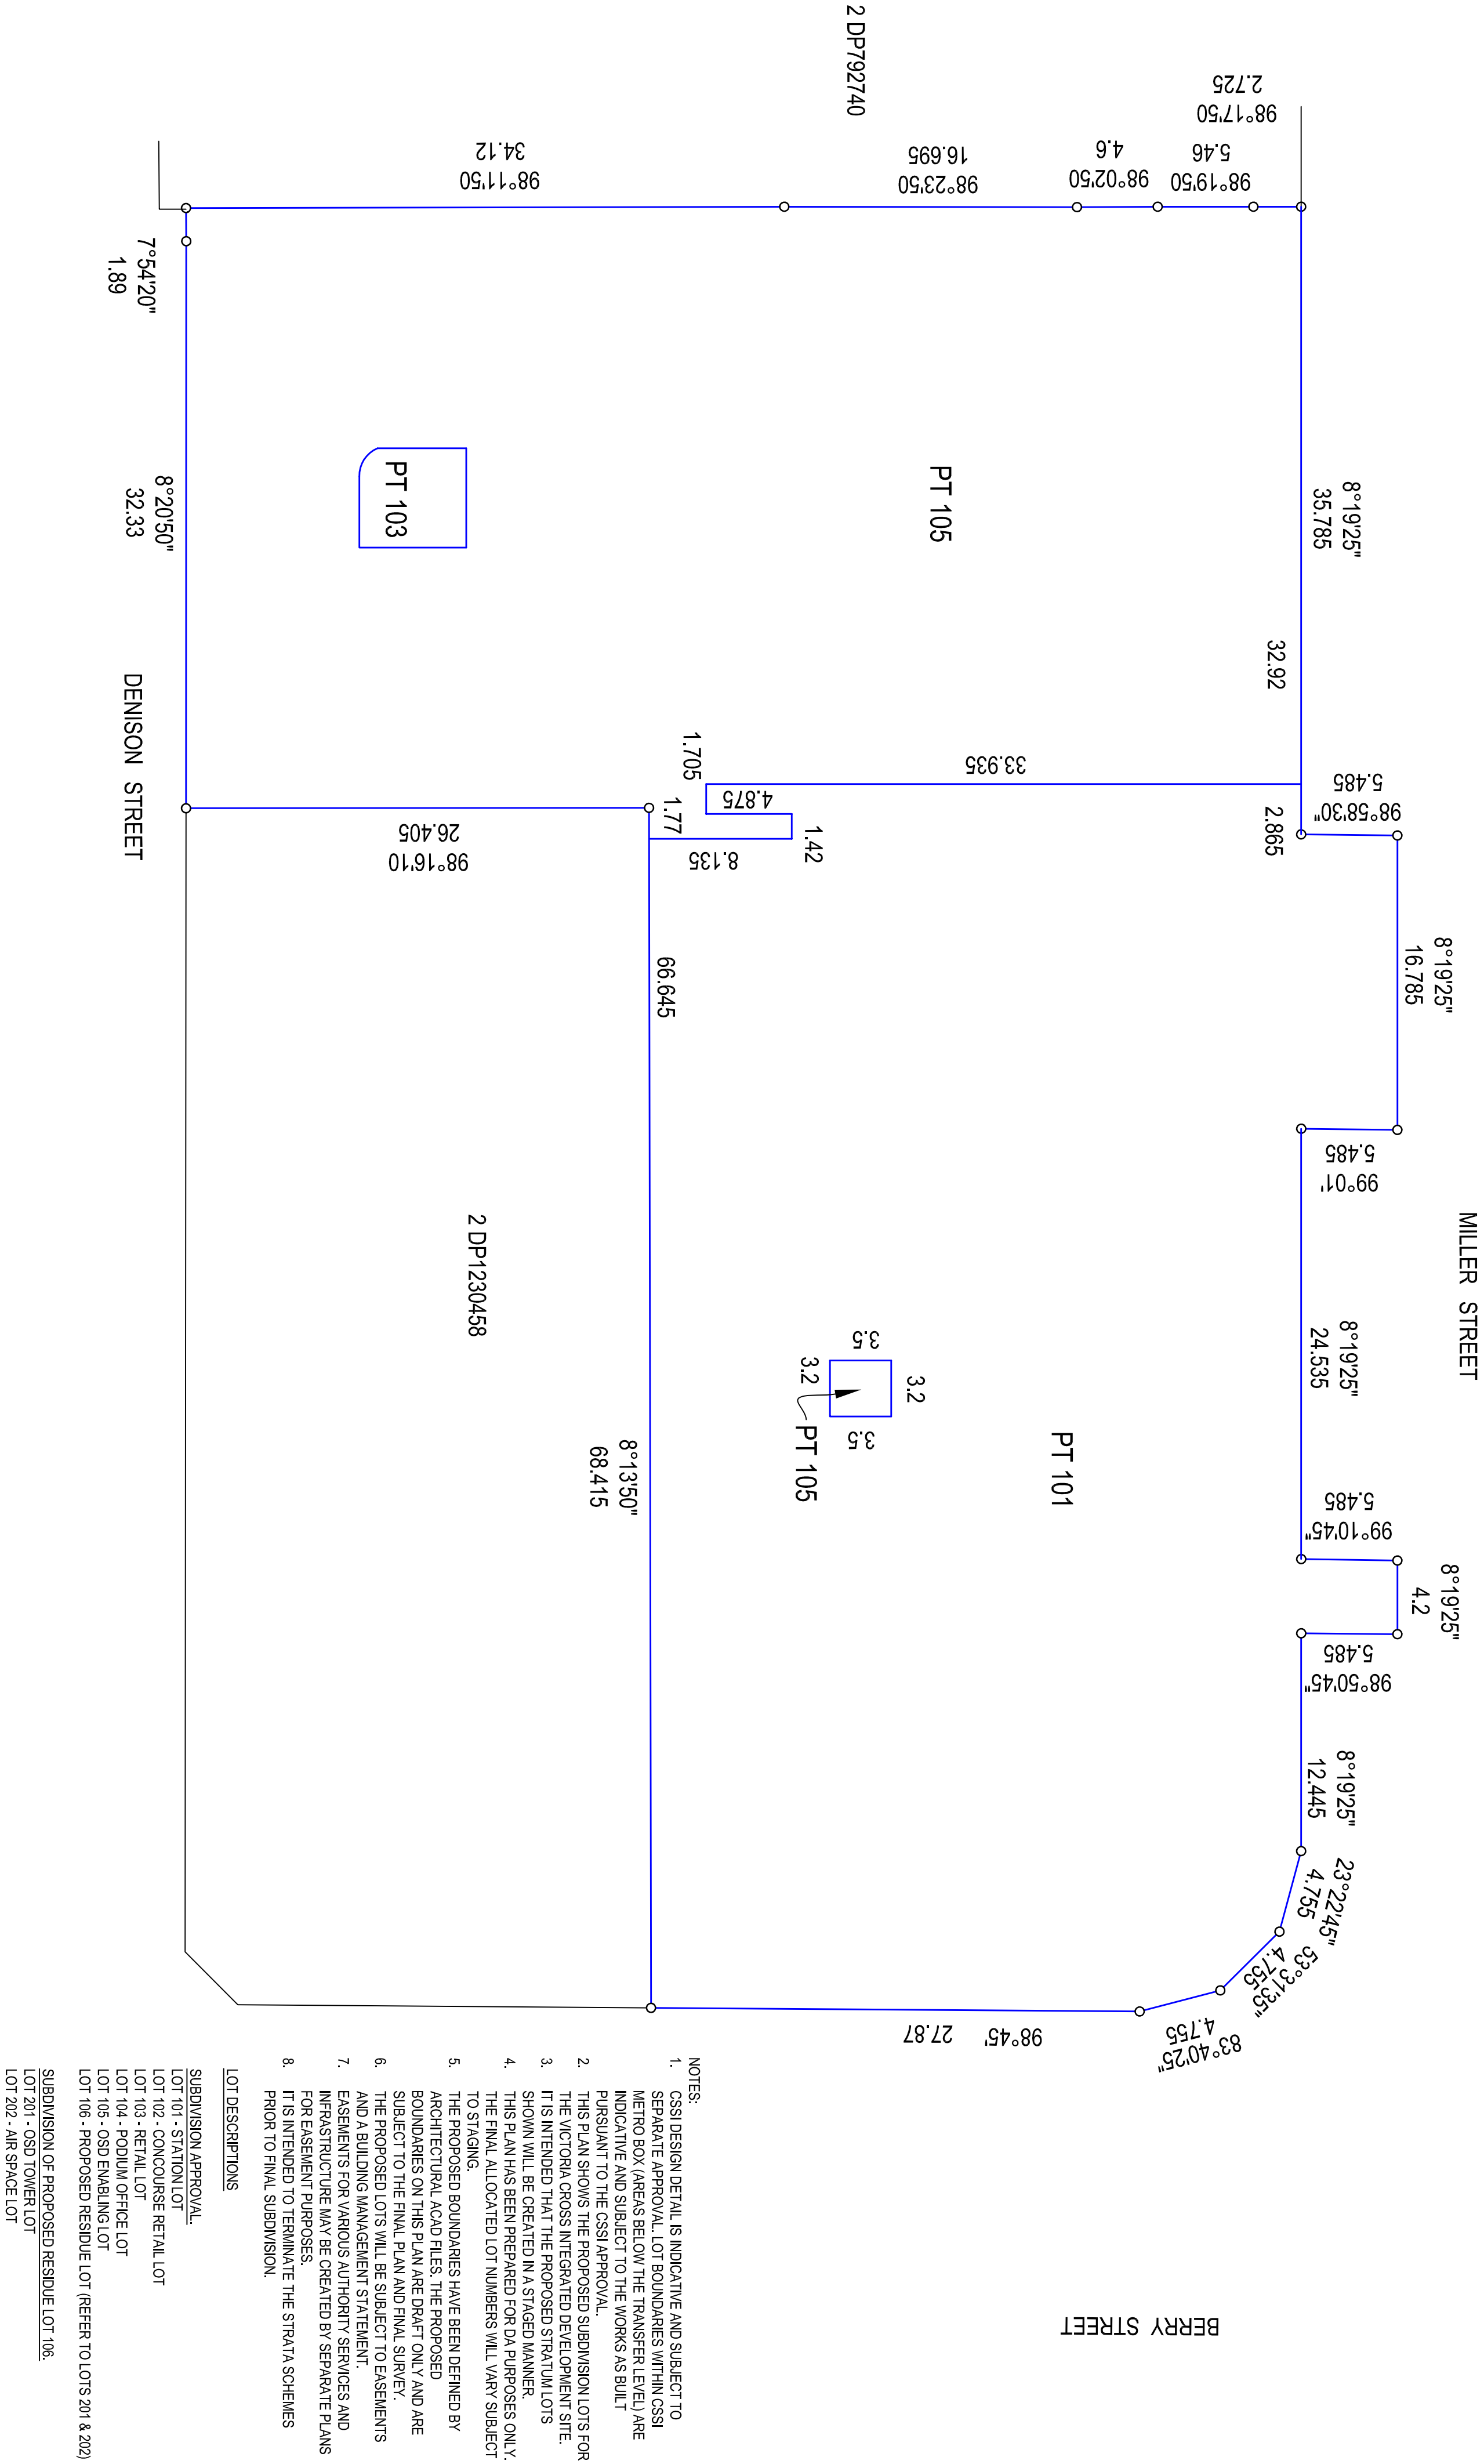 MILLER STREET
98°17'50
2.725
98°19'50
5.46
98°02'50
4.6
98°23'50
16.695
2 DP792740
98°11'50
34.12
7°54'20"
1.89
8°20'50"
32.33
DENISON STREET
8°19'25"
35.785
32.92
2.865
98°58'30"
5.485
8°19'25"
16.785
99°01'
5.485
8°19'25"
24.535
99°10'45"
5.485
8°19'25"
4.2
98°50'45"
5.485
8°19'25"
12.445
23°22'45"
4.755
53°31'35"
4.755
83°40'25"
4.755
98°45'
27.87
BERRY STREET
PT 105
PT 103
33.935
1.705
4.875
1.42
8.135
1.77
98°16'10
26.405
66.645
8°13'50"
68.415
2 DP1230458
3.5
3.2
3.2
3.5
PT 105
PT 101
NOTES:
1. CSSI DESIGN DETAIL IS INDICATIVE AND SUBJECT TO
SEPARATE APPROVAL. LOT BOUNDARIES WITHIN CSSI
METRO BOX (AREAS BELOW THE TRANSFER LEVEL) ARE
INDICATIVE AND SUBJECT TO THE WORKS AS BUILT
PURSUANT TO THE CSSI APPROVAL.
2. THIS PLAN SHOWS THE PROPOSED SUBDIVISION LOTS FOR
THE VICTORIA CROSS INTEGRATED DEVELOPMENT SITE.
3. IT IS INTENDED THAT THE PROPOSED STRATUM LOTS
SHOWN WILL BE CREATED IN A STAGED MANNER.
4. THIS PLAN HAS BEEN PREPARED FOR DA PURPOSES ONLY.
THE FINAL ALLOCATED LOT NUMBERS WILL VARY SUBJECT
TO STAGING.
5. THE PROPOSED BOUNDARIES HAVE BEEN DEFINED BY
ARCHITECTURAL ACAD FILES. THE PROPOSED
BOUNDARIES ON THIS PLAN ARE DRAFT ONLY AND ARE
SUBJECT TO THE FINAL PLAN AND FINAL SURVEY.
6. THE PROPOSED LOTS WILL BE SUBJECT TO EASEMENTS
AND A BUILDING MANAGEMENT STATEMENT.
7. EASEMENTS FOR VARIOUS AUTHORITY SERVICES AND
INFRASTRUCTURE MAY BE CREATED BY SEPARATE PLANS
FOR EASEMENT PURPOSES.
8. IT IS INTENDED TO TERMINATE THE STRATA SCHEMES
PRIOR TO FINAL SUBDIVISION.
LOT DESCRIPTIONS
SUBDIVISION APPROVAL.
LOT 101 - STATION LOT
LOT 102 - CONCOURSE RETAIL LOT
LOT 103 - RETAIL LOT
LOT 104 - PODIUM OFFICE LOT
LOT 105 - OSD ENABLING LOT
LOT 106 - PROPOSED RESIDUE LOT (REFER TO LOTS 201 & 202)
SUBDIVISION OF PROPOSED RESIDUE LOT 106.
LOT 201 - OSD TOWER LOT
LOT 202 - AIR SPACE LOT